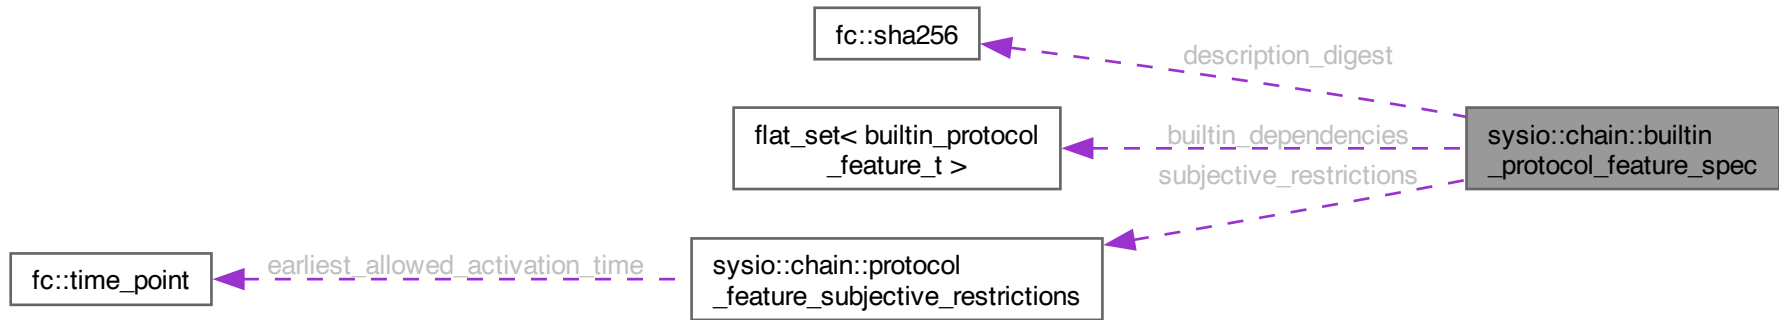 fc::sha256
description_digest
flat_set< builtin_protocol
_feature_t >
builtin_dependencies
sysio::chain::builtin
_protocol_feature_spec
subjective_restrictions
fc::time_point
earliest_allowed_activation_time
sysio::chain::protocol
_feature_subjective_restrictions